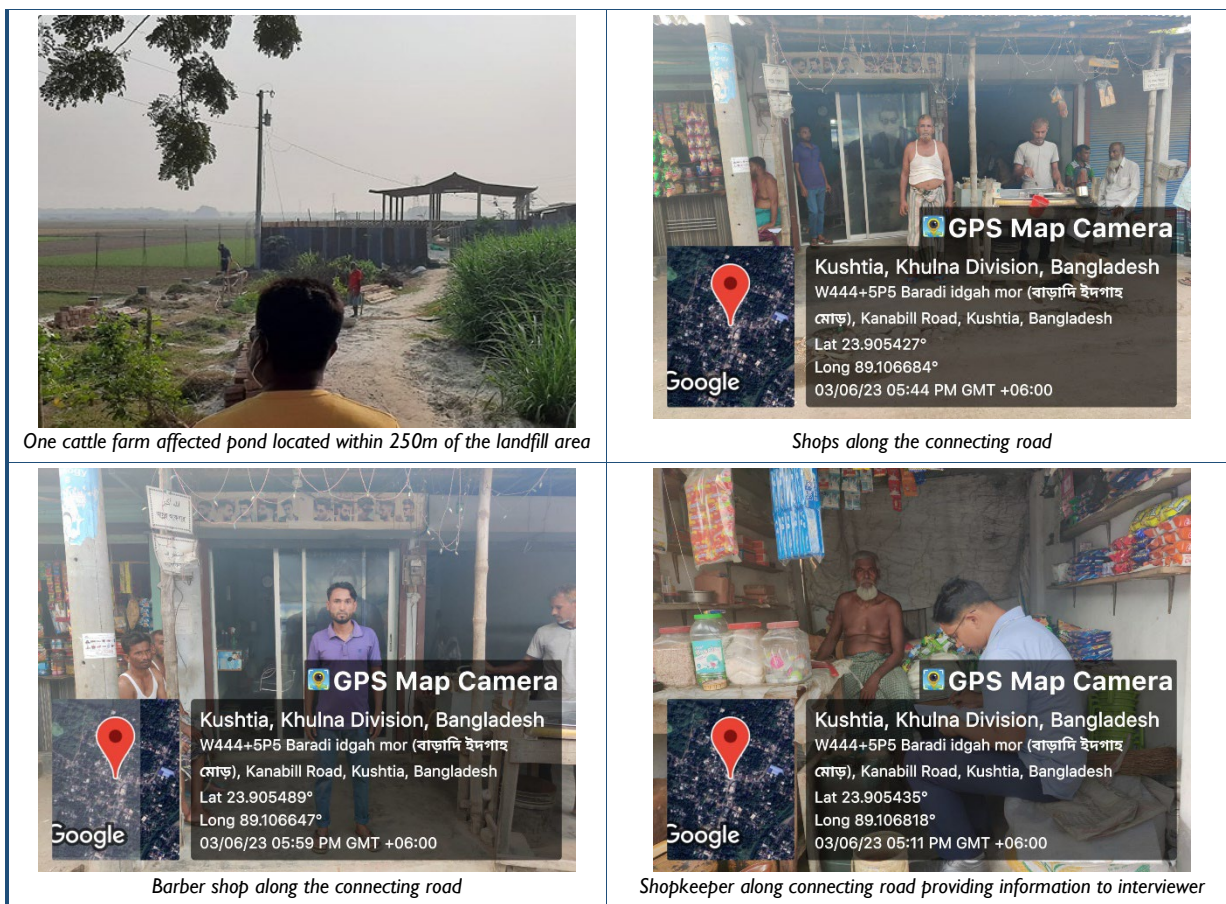 One cattle farm affected pond located within 250m of the landfill area
GPS Map Camera
Kushtia, Khulna Division, Bangladesh
W444+5P5 Baradi idgah mor (বাড়াদি ইদগাহ
মোড়), Kanabill Road, Kushtia, Bangladesh
Lat 23.905427°
Long 89.106684°
03/06/23 05:44 PM GMT +06:00
Google
Shops along the connecting road
GPS Map Camera
Kushtia, Khulna Division, Bangladesh
W444+5P5 Baradi idgah mor (বাড়াদি ইদগাহ
মোড়), Kanabill Road, Kushtia, Bangladesh
Lat 23.905489°
Long 89.106647°
03/06/23 05:59 PM GMT +06:00
Google
Barber shop along the connecting road
GPS Map Camera
Kushtia, Khulna Division, Bangladesh
W444+5P5 Baradi idgah mor (বাড়াদি ইদগাহ
মোড়), Kanabill Road, Kushtia, Bangladesh
Lat 23.905435°
Long 89.106818°
03/06/23 05:11 PM GMT +06:00
Google
Shopkeeper along connecting road providing information to interviewer